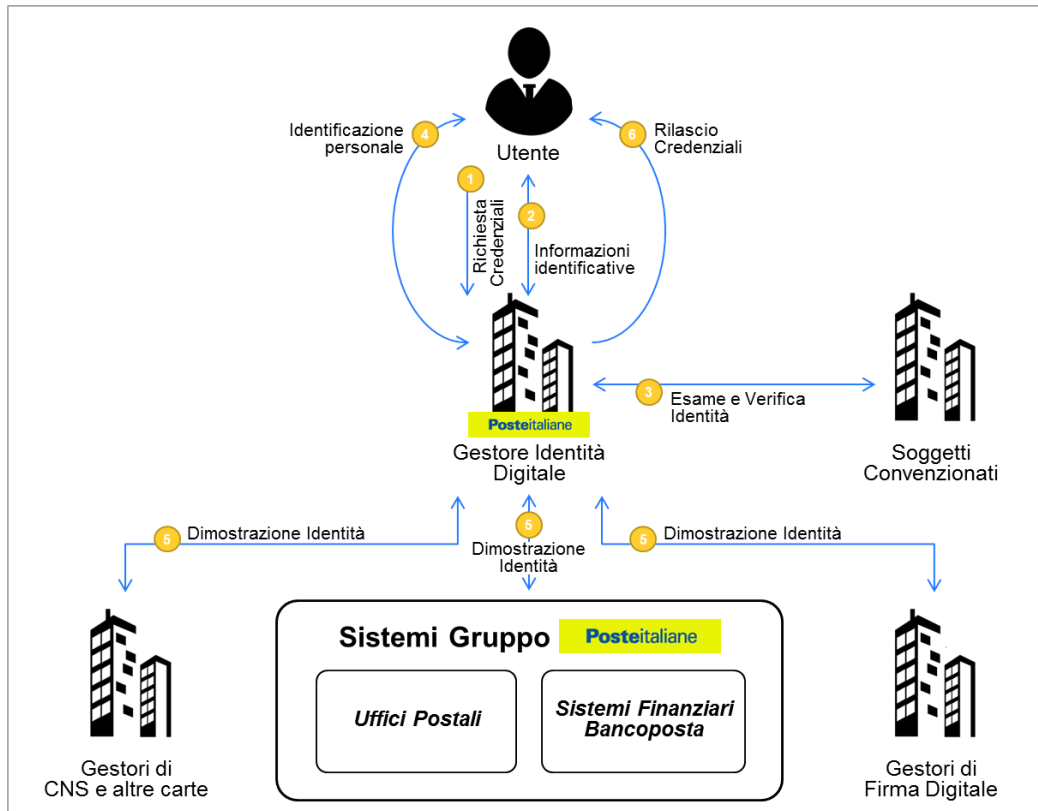 Identificazione
personale
4
6
Rilascio
Credenziali
Utente
1
Richiesta
Credenziali
2
Informazioni
identificative
3
Esame e Verifica
Identità
Posteitaliane
Gestore Identità
Digitale
Soggetti
Convenzionati
5
Dimostrazione Identità
5
Dimostrazione
Identità
5
Dimostrazione Identità
Sistemi Gruppo Posteitaliane
Uffici Postali
Sistemi Finanziari
Bancoposta
Gestori di
CNS e altre carte
Gestori di
Firma Digitale